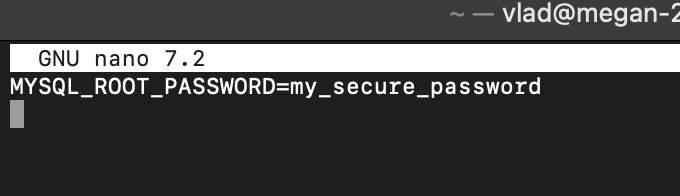 ~ — vlad@megan-2
GNU nano 7.2
MYSQL_ROOT_PASSWORD=my_secure_password